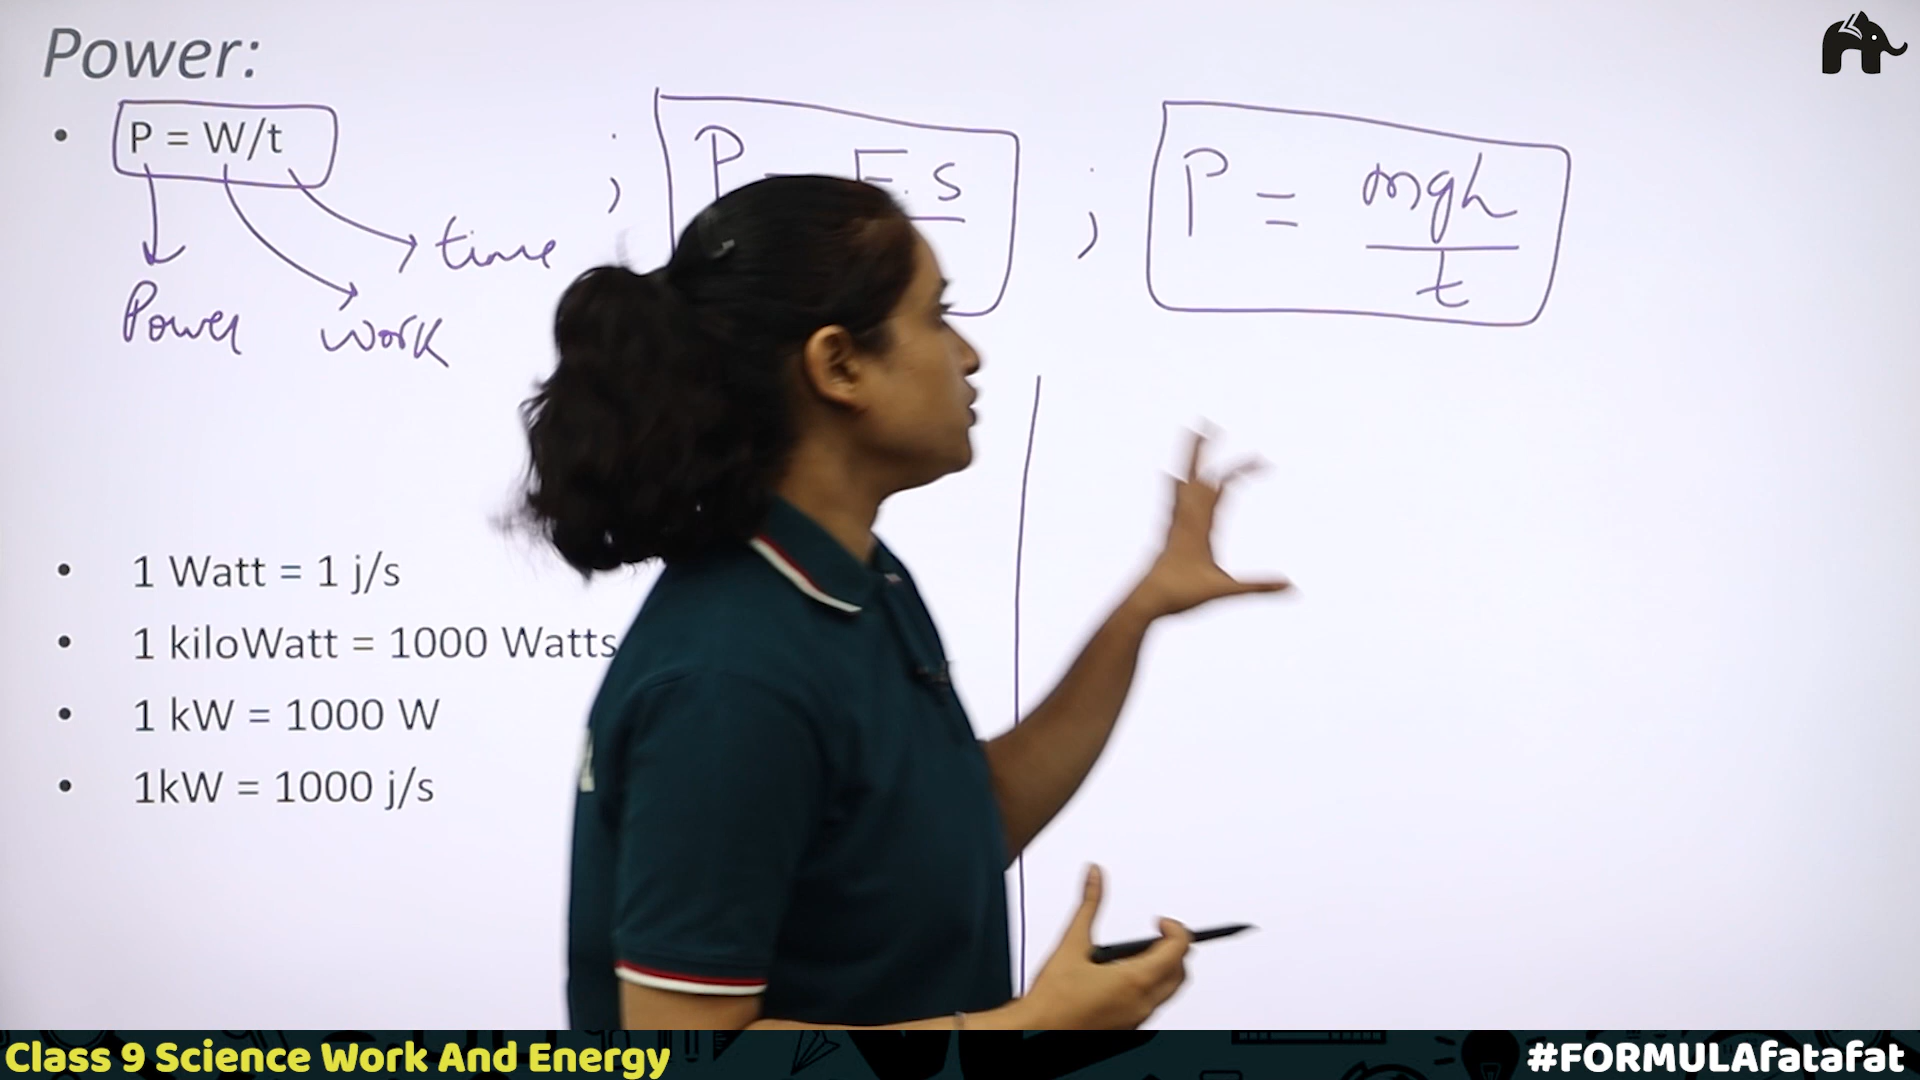 Power:
P = W/t
; P = F.s
; P = mgh
t
time
Power work
1 Watt = 1 j/s
1 kiloWatt = 1000 Watts
1 kW = 1000 W
1kW = 1000 j/s
Class 9 Science Work And Energy
#FORMULAfatafat